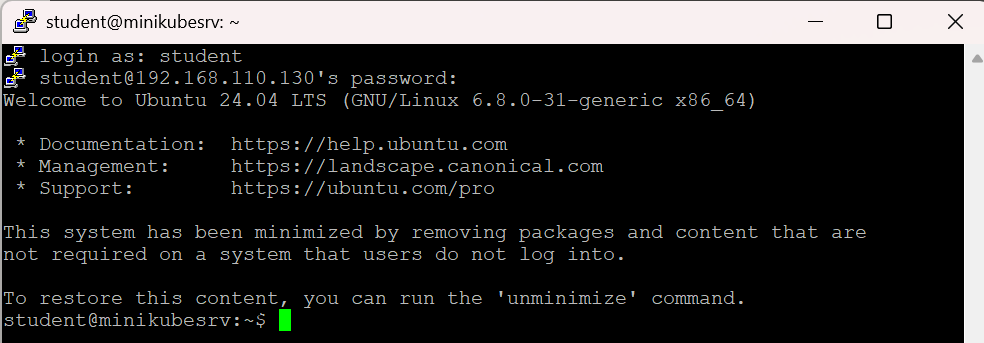 student@minikubesrv: ~
login as: student
student@192.168.110.130's password:
Welcome to Ubuntu 24.04 LTS (GNU/Linux 6.8.0-31-generic x86_64)
* Documentation:  https://help.ubuntu.com
* Management:     https://landscape.canonical.com
* Support:        https://ubuntu.com/pro
This system has been minimized by removing packages and content that are
not required on a system that users do not log into.
To restore this content, you can run the 'unminimize' command.
student@minikubesrv:~$